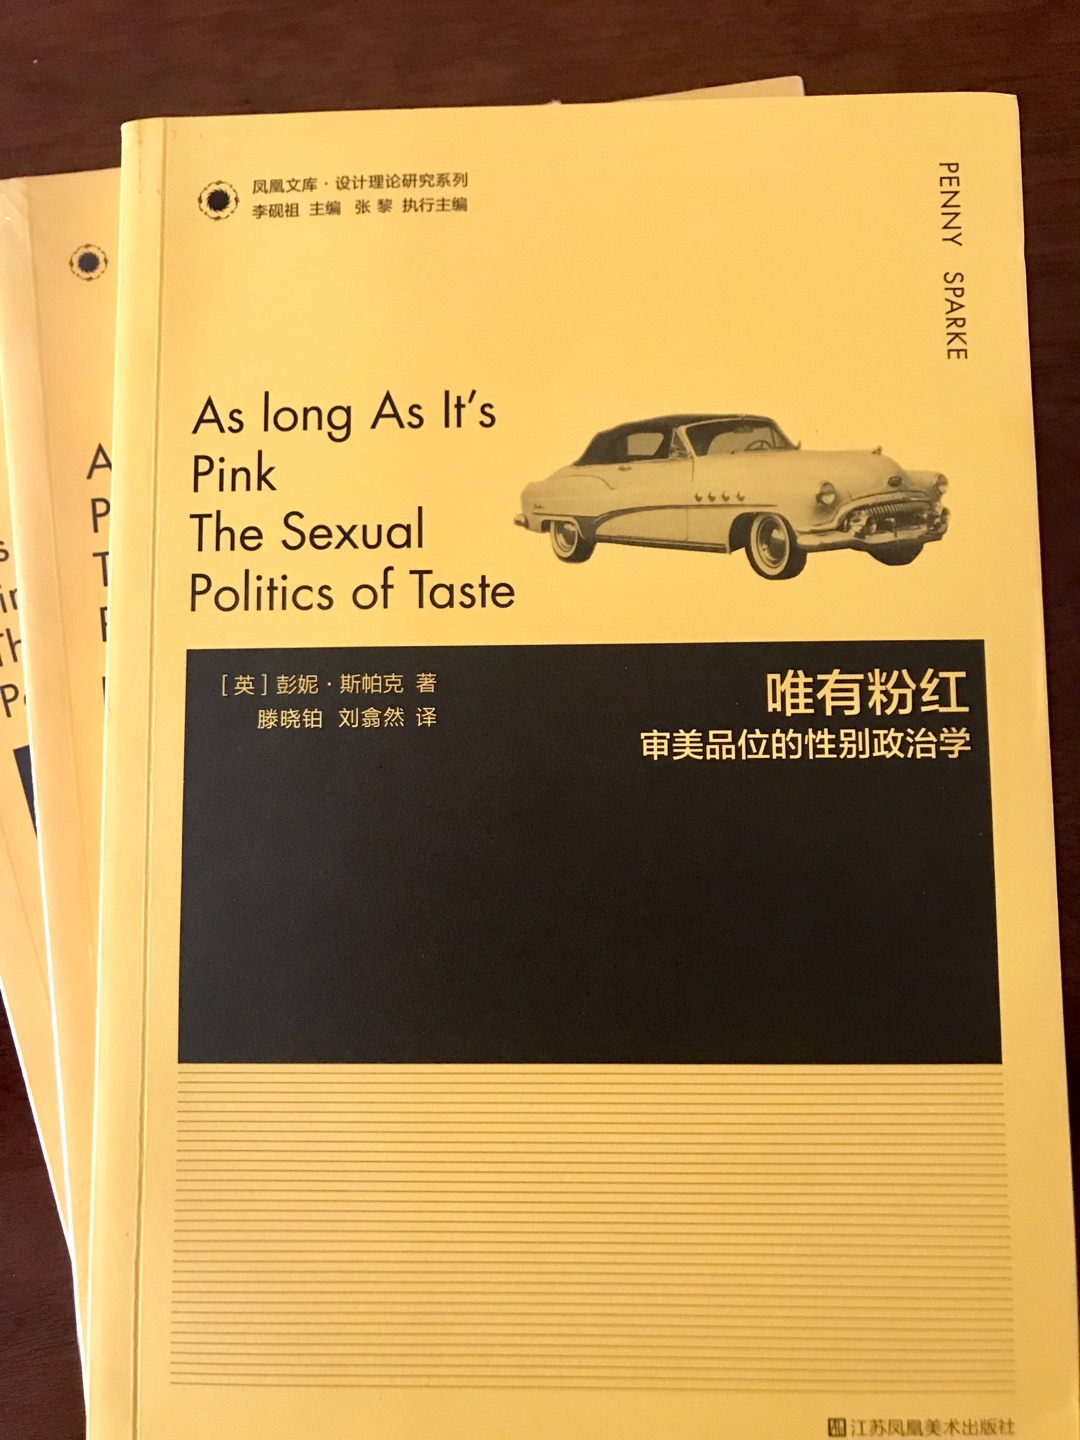 凤凰文库·设计理论研究系列
李砚祖 主编 张黎 执行主编
PENNY SPARKE
As long As It's
Pink
The Sexual
Politics of Taste
[英]彭妮·斯帕克 著
滕晓铂 刘翕然 译
唯有粉红
审美品位的性别政治学
江苏凤凰美术出版社